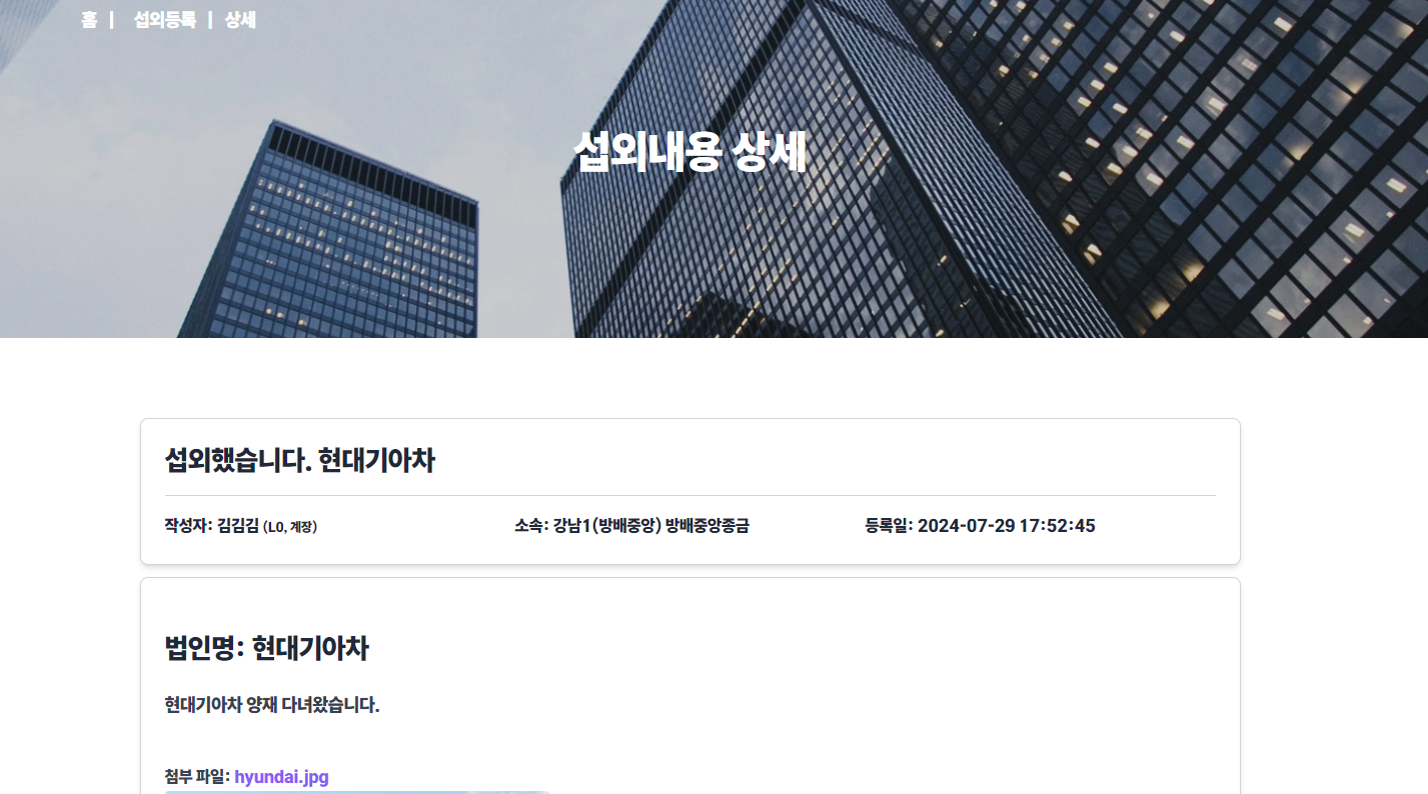 홈 | 섭외등록 | 상세
섭외내용 상세
섭외했습니다. 현대기아차
작성자: 김김김 (L0, 계장) 소속: 강남1(방배중앙) 방배중앙종금 등록일: 2024-07-29 17:52:45
법인명: 현대기아차
현대기아차 양재 다녀왔습니다.
첨부 파일: hyundai.jpg